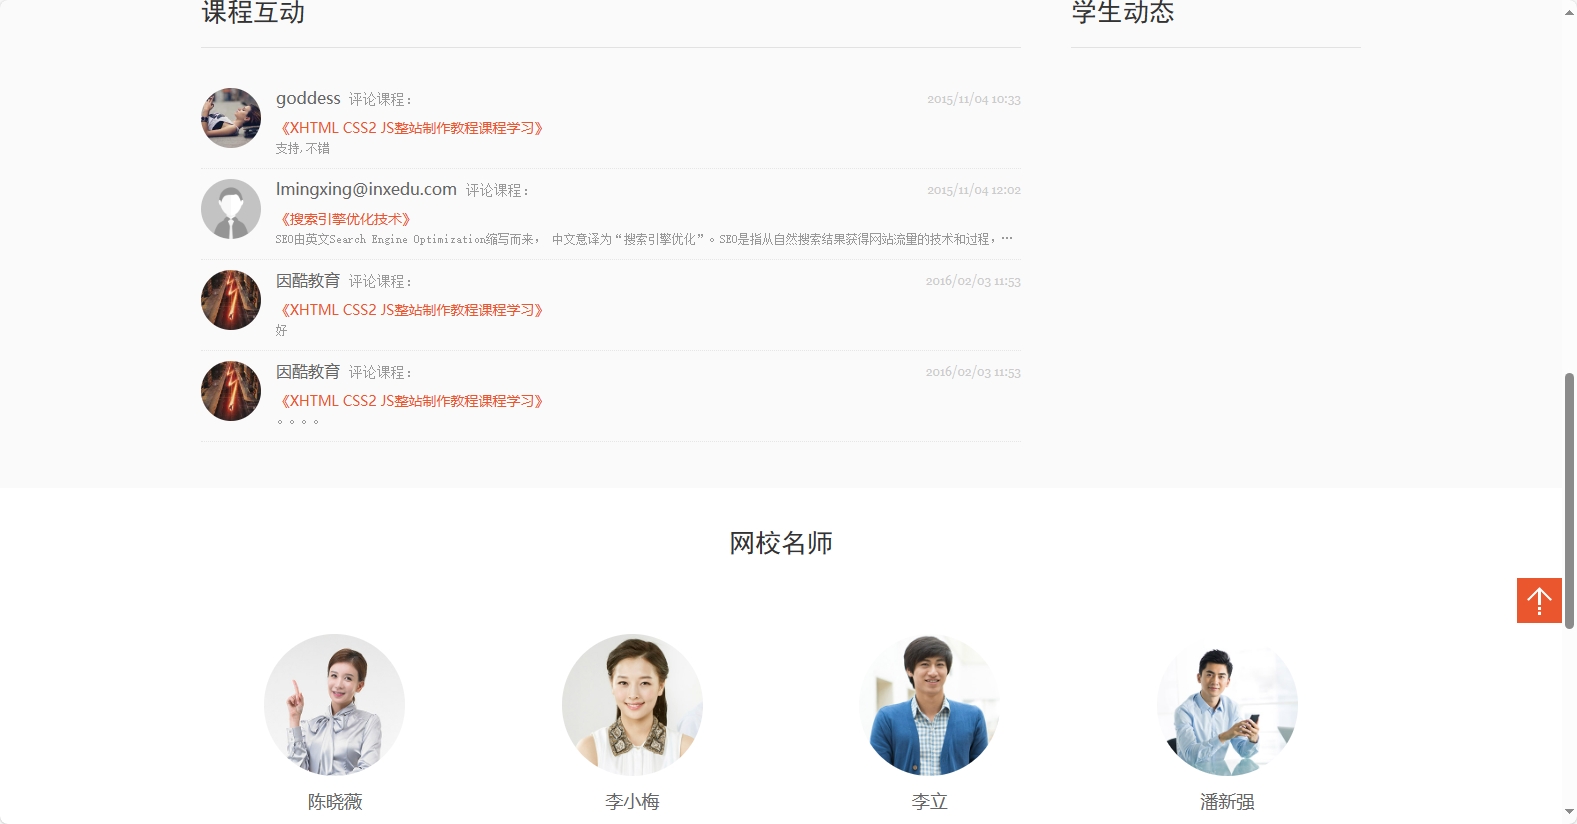 课程互动
学生动态
goddess 评论课程： 2015/11/04 10:33
《XHTML CSS2 JS整站制作教程课程学习》
支持,不错
lmingxing@inxedu.com 评论课程： 2015/11/04 12:02
《搜索引擎优化技术》
SEO由英文Search Engine Optimization缩写而来， 中文意译为“搜索引擎优化”。SEO是指从自然搜索结果获得网站流量的技术和过程，…
因酷教育 评论课程： 2016/02/03 11:53
《XHTML CSS2 JS整站制作教程课程学习》
好
因酷教育 评论课程： 2016/02/03 11:53
《XHTML CSS2 JS整站制作教程课程学习》
。。。。
网校名师
陈晓薇
李小梅
李立
潘新强